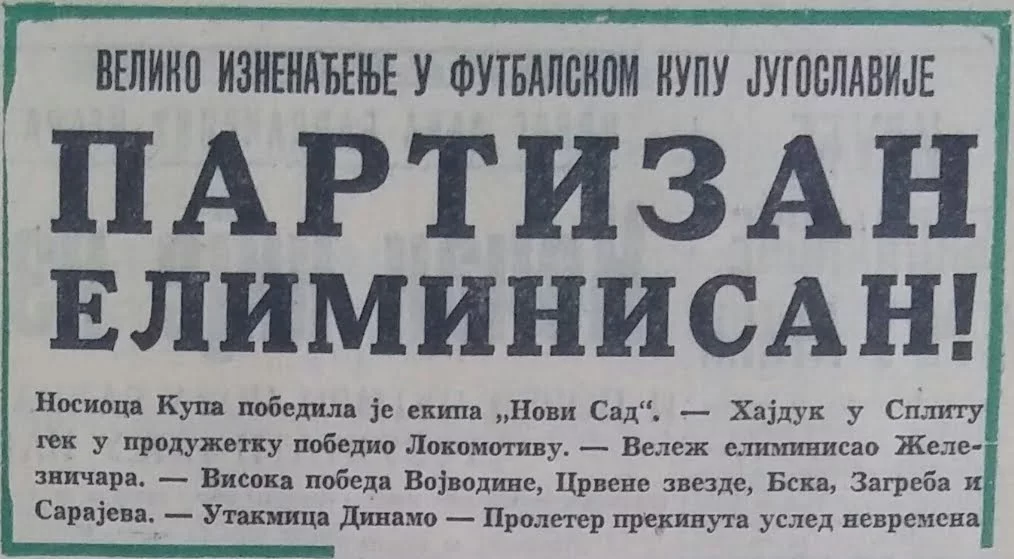 ВЕЛИКО ИЗНЕНАЂЕЊЕ У ФУТБАЛСКОМ КУПУ ЈУГОСЛАВИЈЕ
ПАРТИЗАН
ЕЛИМИНИСАН!
Носиоца Купа победила је екипа „Нови Сад“. — Хајдук у Сплиту
гек у продужетку победио Локомотиву. — Вележ елиминисао Желе-
зничара. — Висока победа Војводине, Црвене звезде, Бска, Загреба и
Сарајева. — Утакмица Динамо — Пролетер прекинута услед невремена